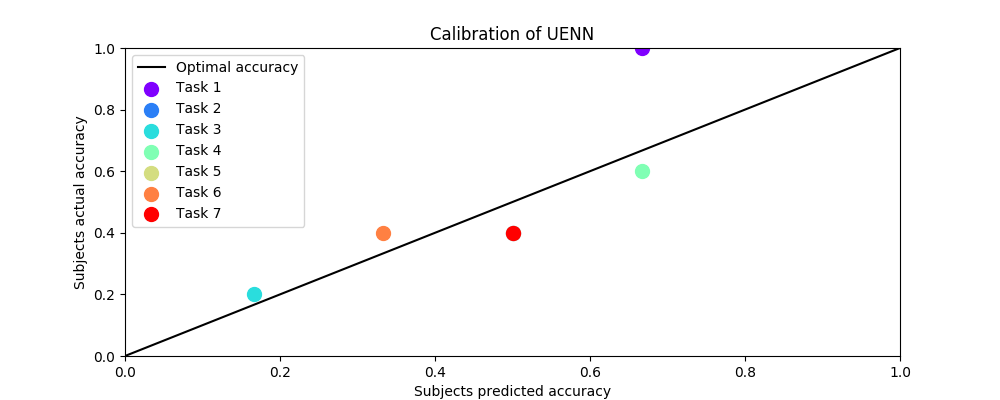 Calibration of UENN
Optimal accuracy
Task 1
Task 2
Task 3
Task 4
Task 5
Task 6
Task 7
Subjects actual accuracy
1.0
0.8
0.6
0.4
0.2
0.0
0.0 0.2 0.4 0.6 0.8 1.0
Subjects predicted accuracy